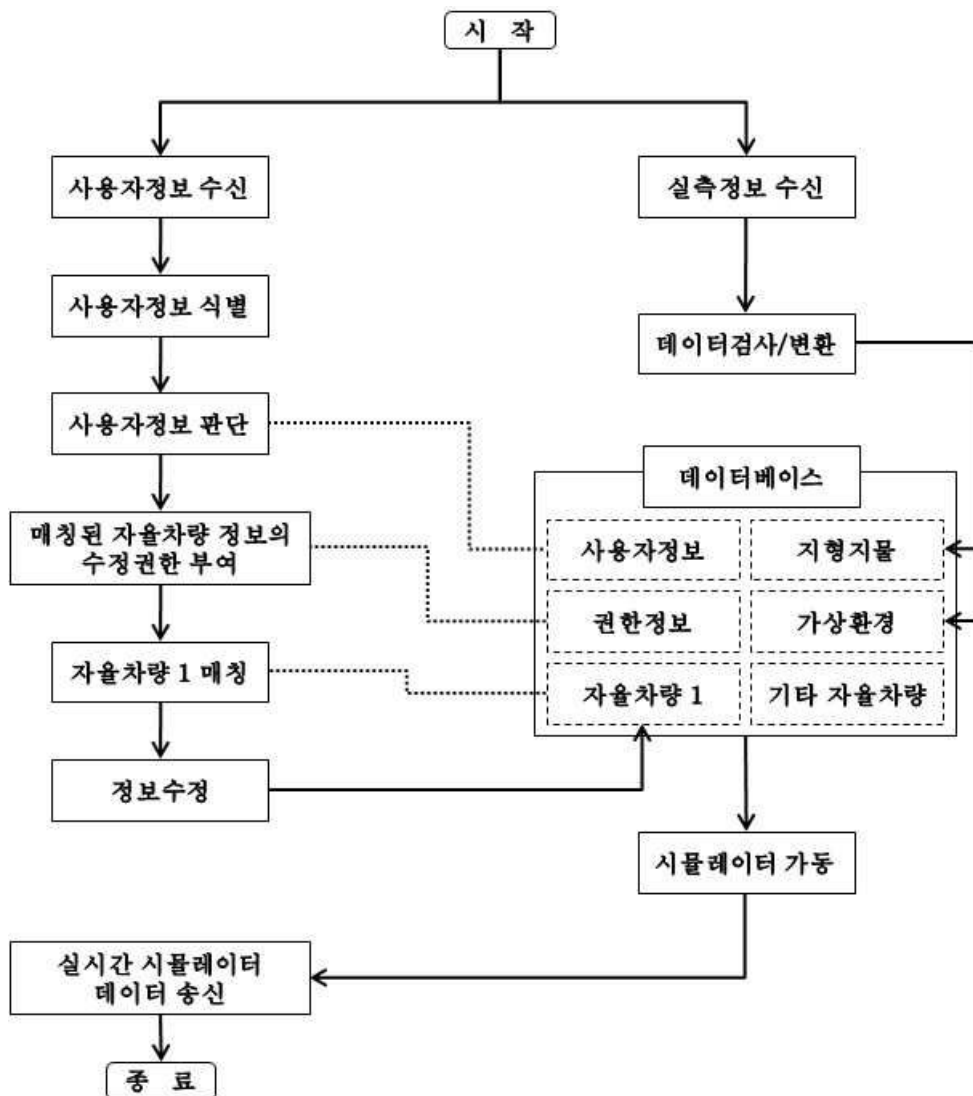 시 작
사용자정보 수신
실측정보 수신
사용자정보 식별
데이터검사/변환
사용자정보 판단
데이터베이스
매칭된 자율차량 정보의
수정권한 부여
사용자정보
지형지물
권한정보
가상환경
자율차량 1 매칭
자율차량 1
기타 자율차량
정보수정
시뮬레이터 가동
실시간 시뮬레이터
데이터 송신
종 료